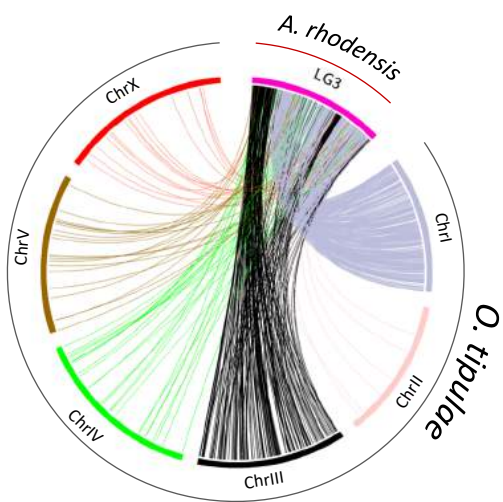 A. rhodensis
LG3
ChrX
ChrI
ChrV
O. tipulae
ChrII
ChrIV
ChrIII